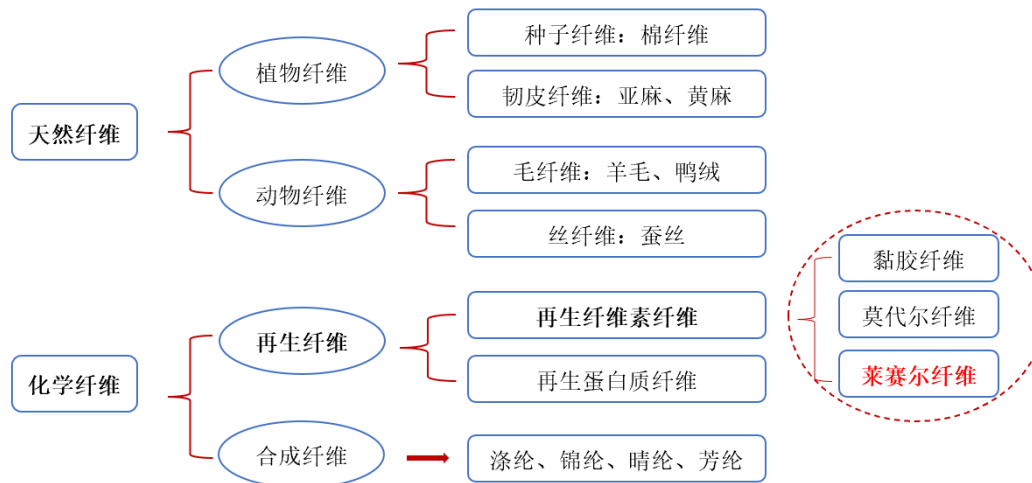 天然纤维
植物纤维
种子纤维：棉纤维
韧皮纤维：亚麻、黄麻
动物纤维
毛纤维：羊毛、鸭绒
丝纤维：蚕丝
化学纤维
再生纤维
再生纤维素纤维
黏胶纤维
莫代尔纤维
莱赛尔纤维
再生蛋白质纤维
合成纤维
涤纶、锦纶、晴纶、芳纶